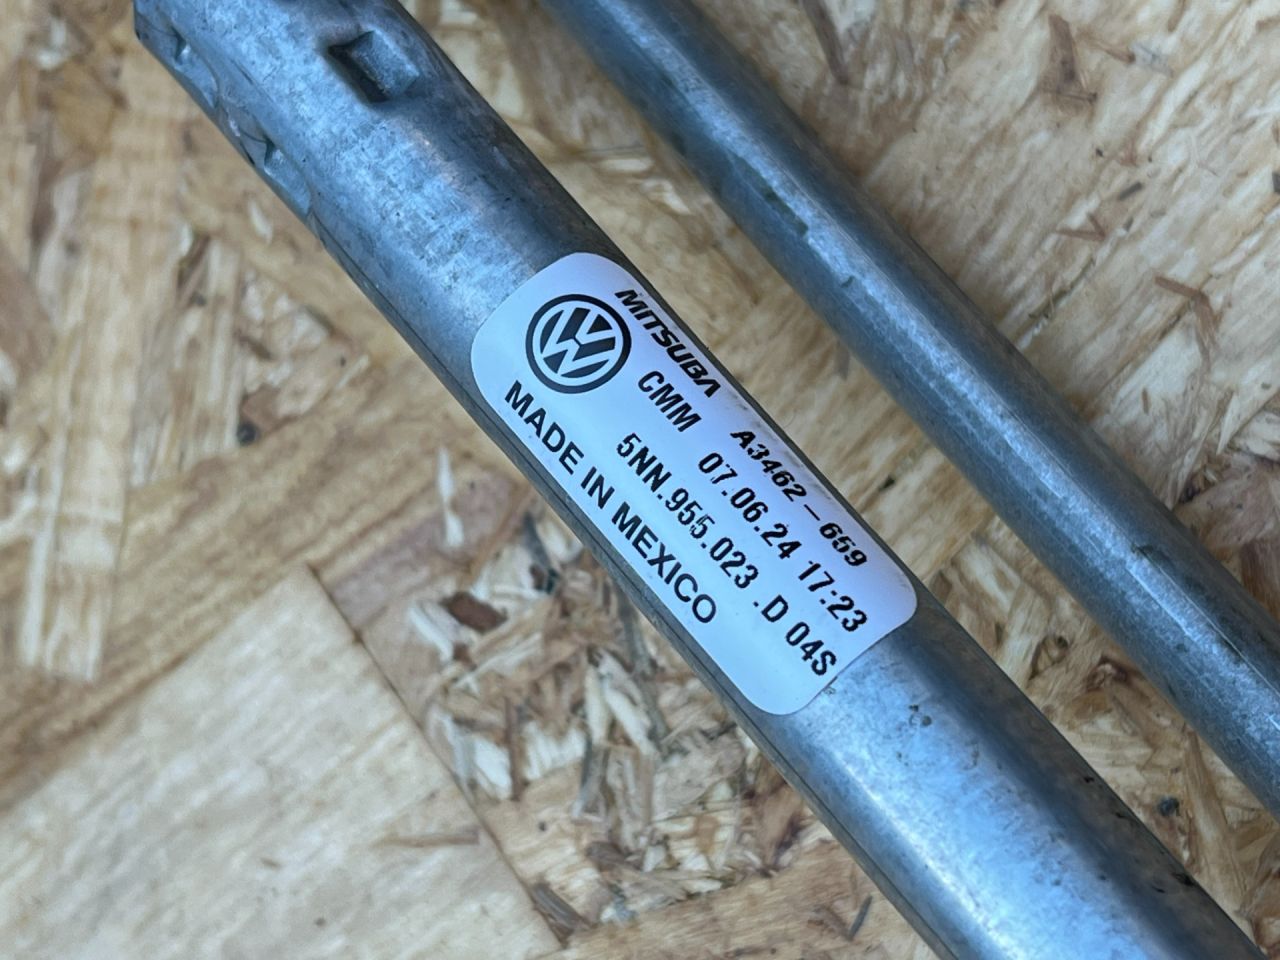 MITSUBA A3462-659
CMM 07.06.24 17:23
5NN.955.023 .D 04S
MADE IN MEXICO